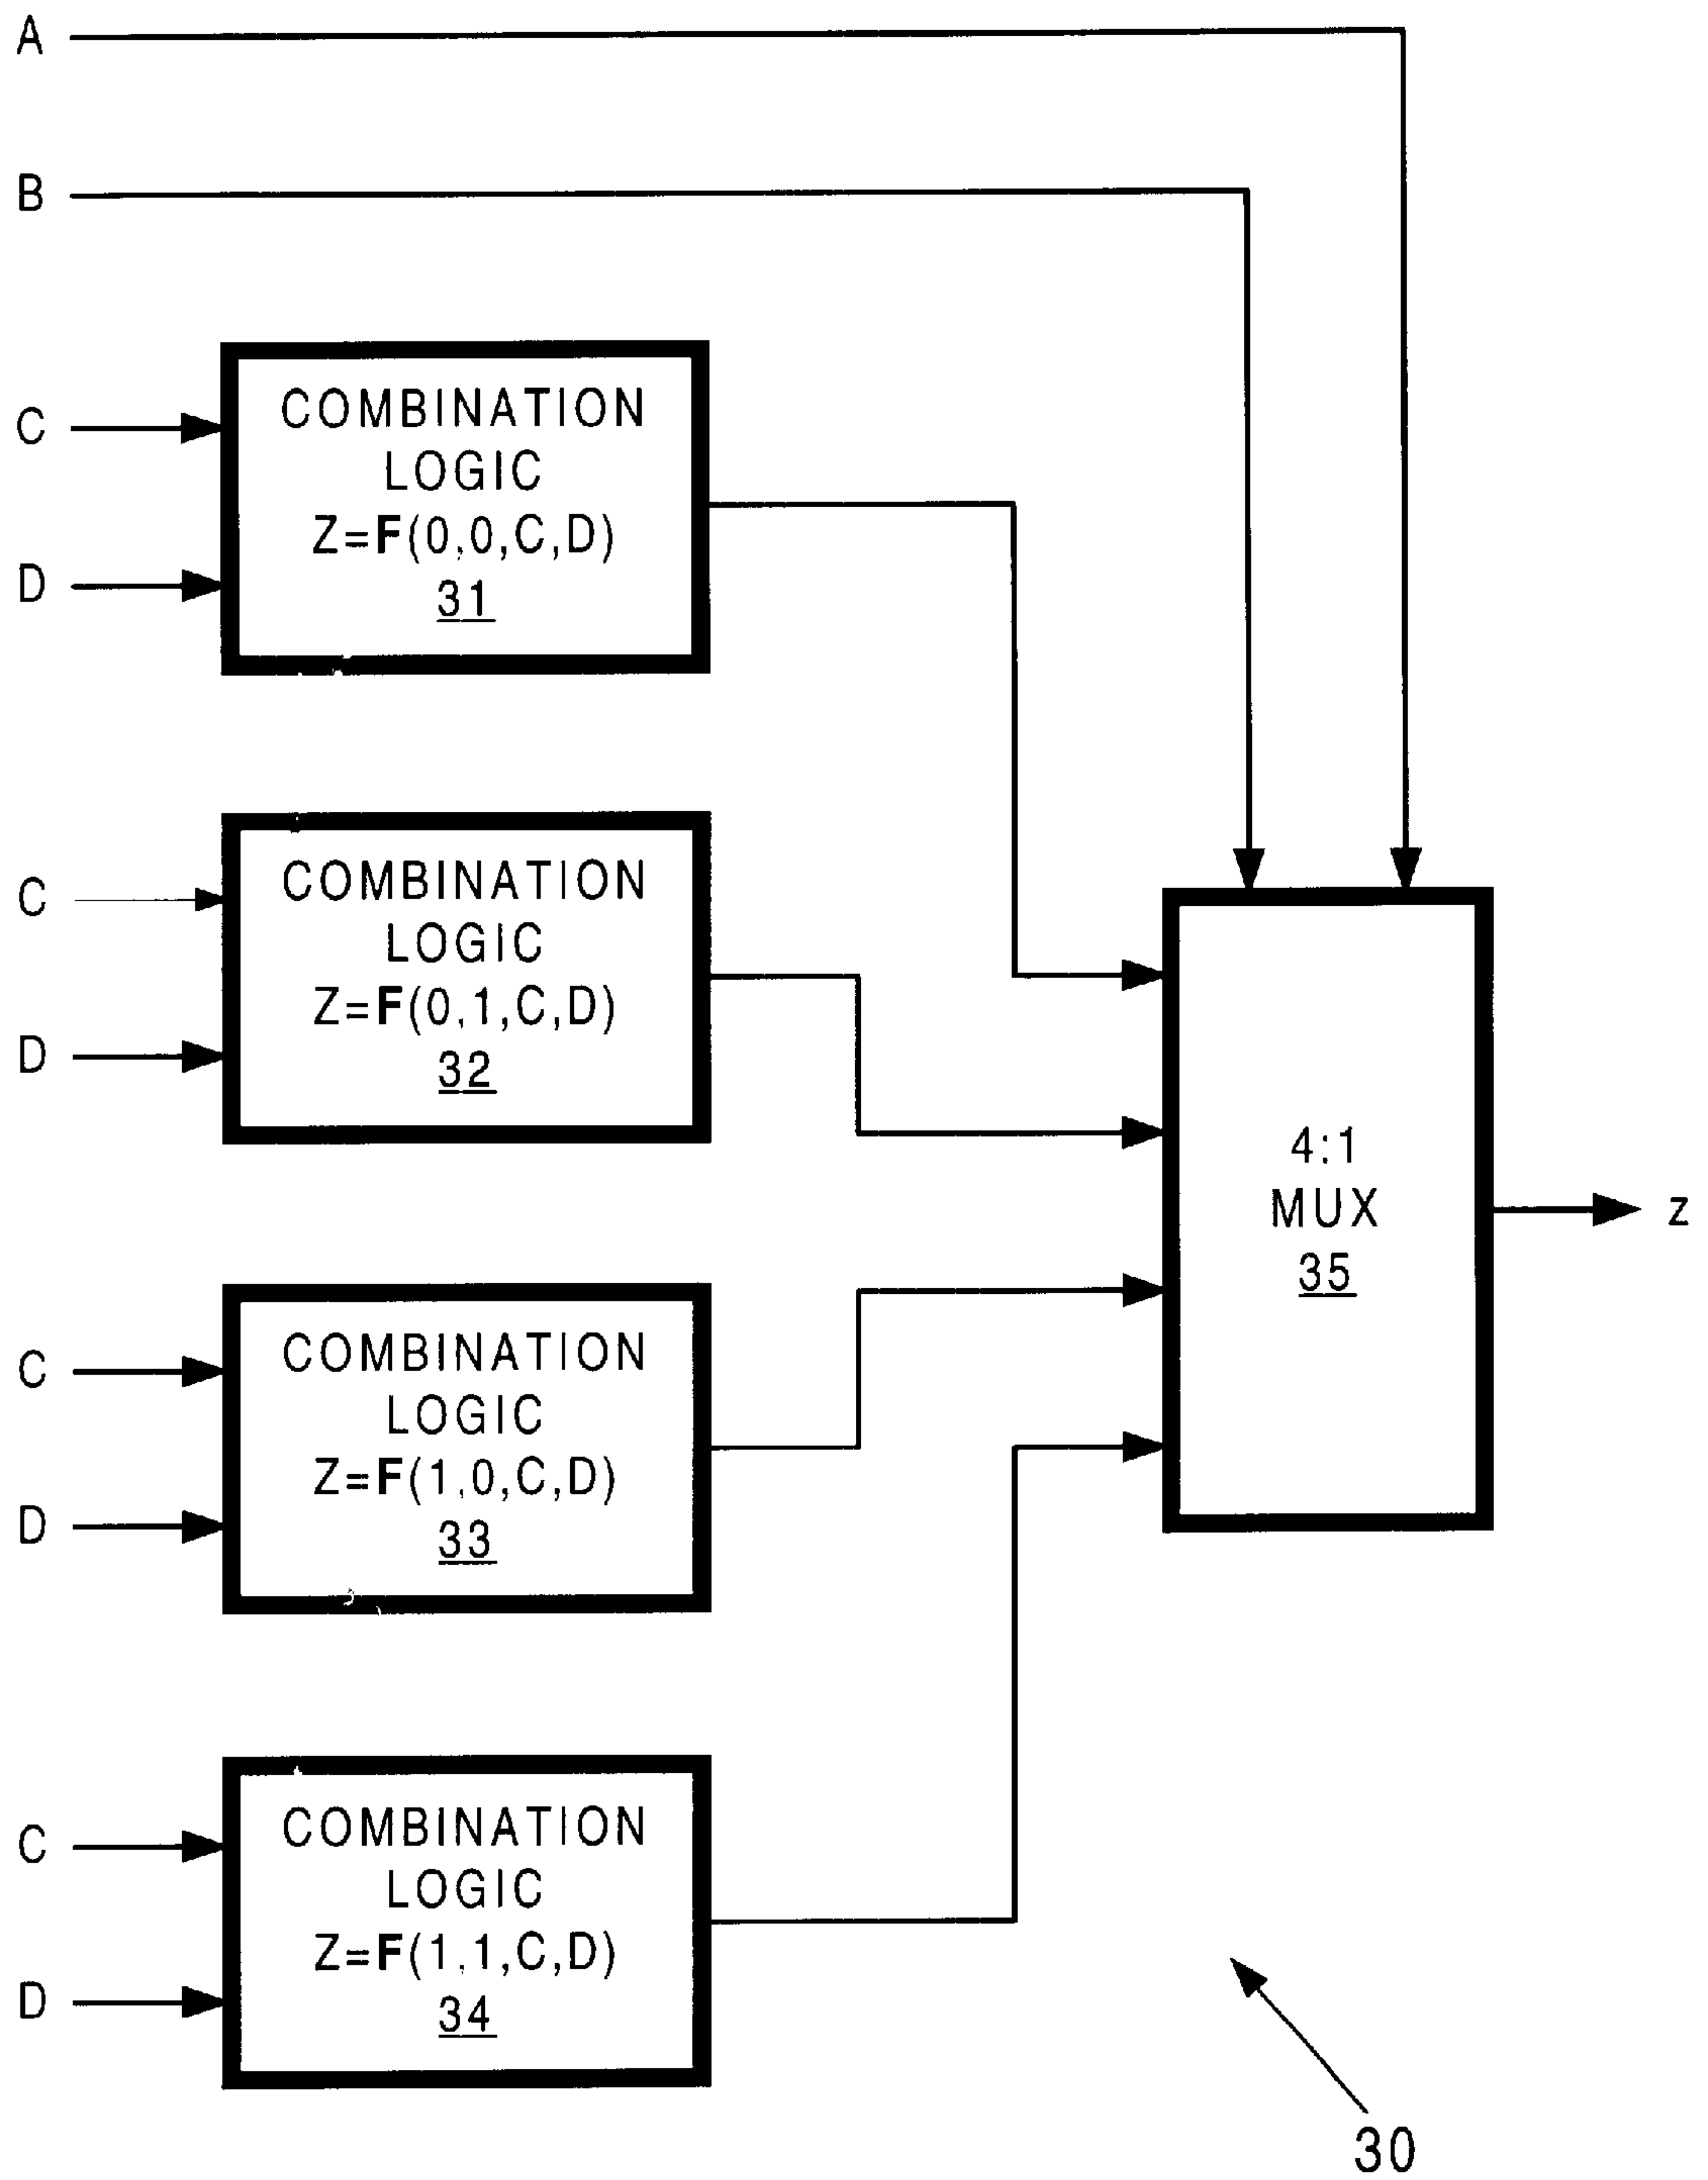 A
B
C
D
COMBINATION
LOGIC
Z=F(0,0,C,D)
31
C
D
COMBINATION
LOGIC
Z=F(0,1,C,D)
32
C
D
COMBINATION
LOGIC
Z=F(1,0,C,D)
33
C
D
COMBINATION
LOGIC
Z=F(1,1,C,D)
34
4:1
MUX
35
z
30